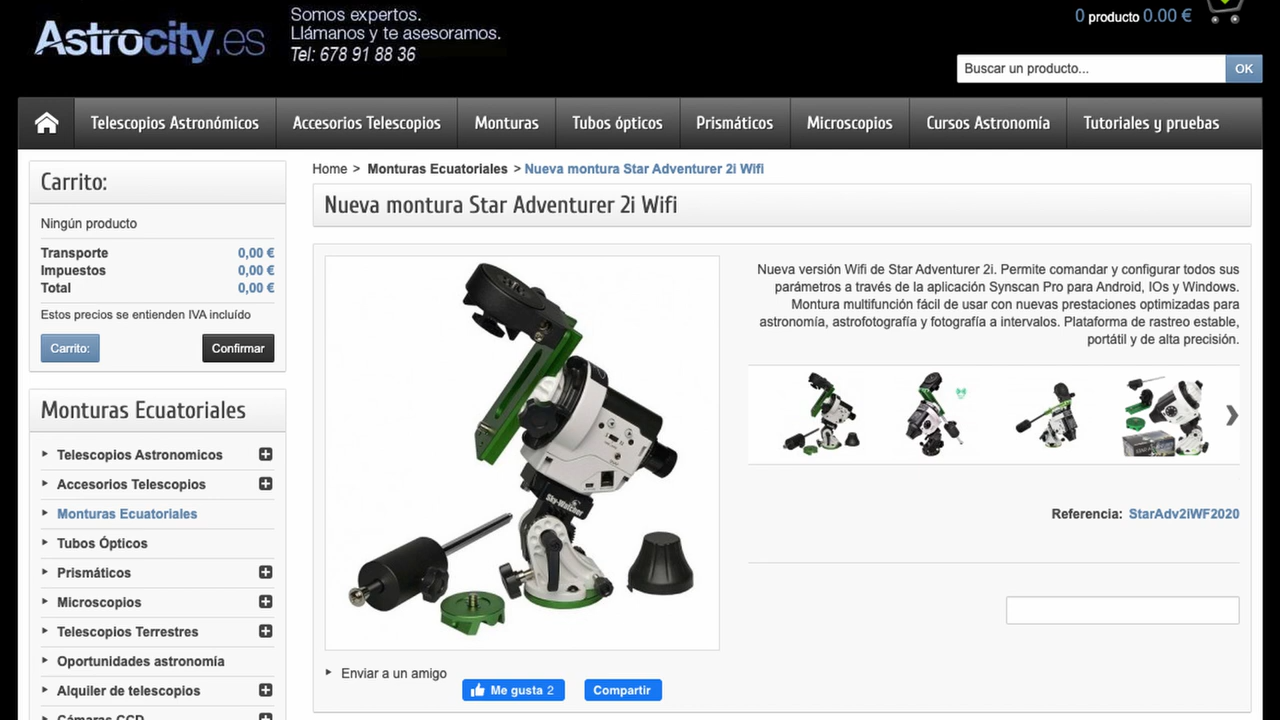 Astrocity.es
Somos expertos.
Llámanos y te asesoramos.
Tel: 678 91 88 36
0 producto 0.00 €
Buscar un producto...
OK
Telescopios Astronómicos
Accesorios Telescopios
Monturas
Tubos ópticos
Prismáticos
Microscopios
Cursos Astronomía
Tutoriales y pruebas
Carrito:
Ningún producto
Transporte 0,00 €
Impuestos 0,00 €
Total 0,00 €
Estos precios se entienden IVA incluído
Carrito:
Confirmar
Monturas Ecuatoriales
Telescopios Astronomicos
Accesorios Telescopios
Monturas Ecuatoriales
Tubos Ópticos
Prismáticos
Microscopios
Telescopios Terrestres
Oportunidades astronomía
Alquiler de telescopios
Cámaras CCD
Home > Monturas Ecuatoriales > Nueva montura Star Adventurer 2i Wifi
Nueva montura Star Adventurer 2i Wifi
Sky-Watcher
Enviar a un amigo
Me gusta 2
Compartir
Nueva versión Wifi de Star Adventurer 2i. Permite comandar y configurar todos sus
parámetros a través de la aplicación Synscan Pro para Android, IOs y Windows.
Montura multifunción fácil de usar con nuevas prestaciones optimizadas para
astronomía, astrofotografía y fotografía a intervalos. Plataforma de rastreo estable,
portátil y de alta precisión.
Referencia: StarAdv2iWF2020